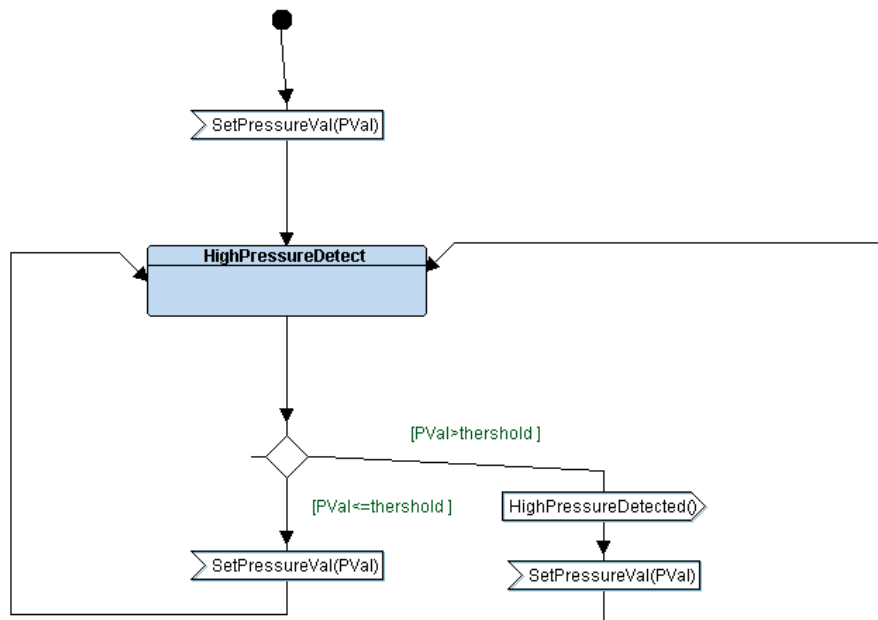 SetPressureVal(PVal)
HighPressureDetect
[PVal>thershold ]
[PVal<=thershold ]
HighPressureDetected()
SetPressureVal(PVal)
SetPressureVal(PVal)